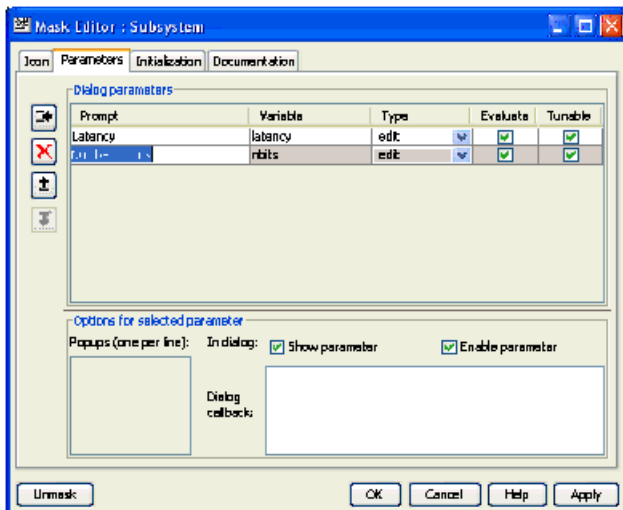 Mask Editor : Subsystem
Icon Parameters Initialization Documentation
Dialog parameters
Prompt Variable Type Evaluate Tunable
Latency latency edit
nbits edit
Options for selected parameter
Popups (one per line): In dialog: Show parameter Enable parameter
Dialog
callback:
Unmask OK Cancel Help Apply